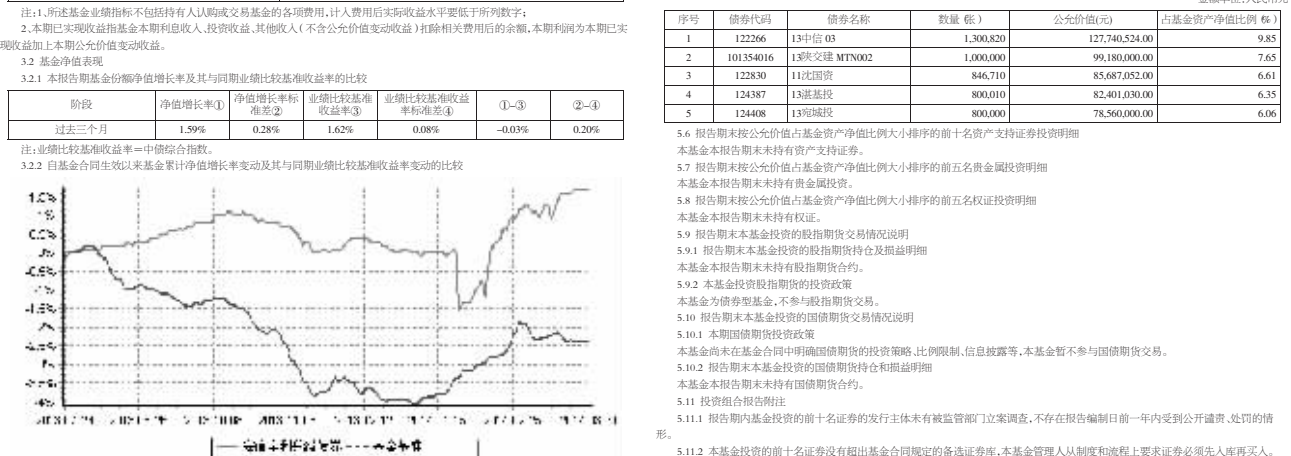 注:1、所述基金业绩指标不包括持有人认购或交易基金的各项费用,计入费用后实际收益水平要低于所列数字;
2、本期已实现收益指基金本期利息收入、投资收益、其他收入(不含公允价值变动收益)扣除相关费用后的余额,本期利润为本期已实
现收益加上本期公允价值变动收益。
3.2 基金净值表现
3.2.1 本报告期基金份额净值增长率及其与同期业绩比较基准收益率的比较
阶段 净值增长率① 净值增长率标准差② 业绩比较基准收益率③ 业绩比较基准收益率标准差④ ①-③ ②-④
过去三个月 1.59% 0.28% 1.62% 0.08% -0.03% 0.20%
注:业绩比较基准收益率=中债综合指数。
3.2.2 自基金合同生效以来基金累计净值增长率变动及其与同期业绩比较基准收益率变动的比较
序号 债券代码 债券名称 数量(张) 公允价值(元) 占基金资产净值比例(%)
1 122266 13中信03 1,300,820 127,740,524.00 9.85
2 101354016 13陕交建MTN002 1,000,000 99,180,000.00 7.65
3 122830 11沈国资 846,710 85,687,052.00 6.61
4 124387 13湛基投 800,010 82,401,030.00 6.35
5 124408 13宛城投 800,000 78,560,000.00 6.06
5.6 报告期末按公允价值占基金资产净值比例大小排序的前十名资产支持证券投资明细
本基金本报告期末未持有资产支持证券。
5.7 报告期末按公允价值占基金资产净值比例大小排序的前五名贵金属投资明细
本基金本报告期末未持有贵金属投资。
5.8 报告期末按公允价值占基金资产净值比例大小排序的前五名权证投资明细
本基金本报告期末未持有权证。
5.9 报告期末本基金投资的股指期货交易情况说明
5.9.1 报告期末本基金投资的股指期货持仓及损益明细
本基金本报告期末未持有股指期货合约。
5.9.2 本基金投资股指期货的投资政策
本基金为债券型基金,不参与股指期货交易。
5.10 报告期末本基金投资的国债期货交易情况说明
5.10.1 本期国债期货投资政策
本基金尚未在基金合同中明确国债期货的投资策略、比例限制、信息披露等,本基金暂不参与国债期货交易。
5.10.2 报告期末本基金投资的国债期货持仓和损益明细
本基金本报告期末未持有国债期货合约。
5.11 投资组合报告附注
5.11.1 报告期内基金投资的前十名证券的发行主体未有被监管部门立案调查,不存在报告编制日前一年内受到公开谴责、处罚的情
形。
5.11.2 本基金投资的前十名证券没有超出基金合同规定的备选证券库,本基金管理人从制度和流程上要求证券必须先入库再买入。